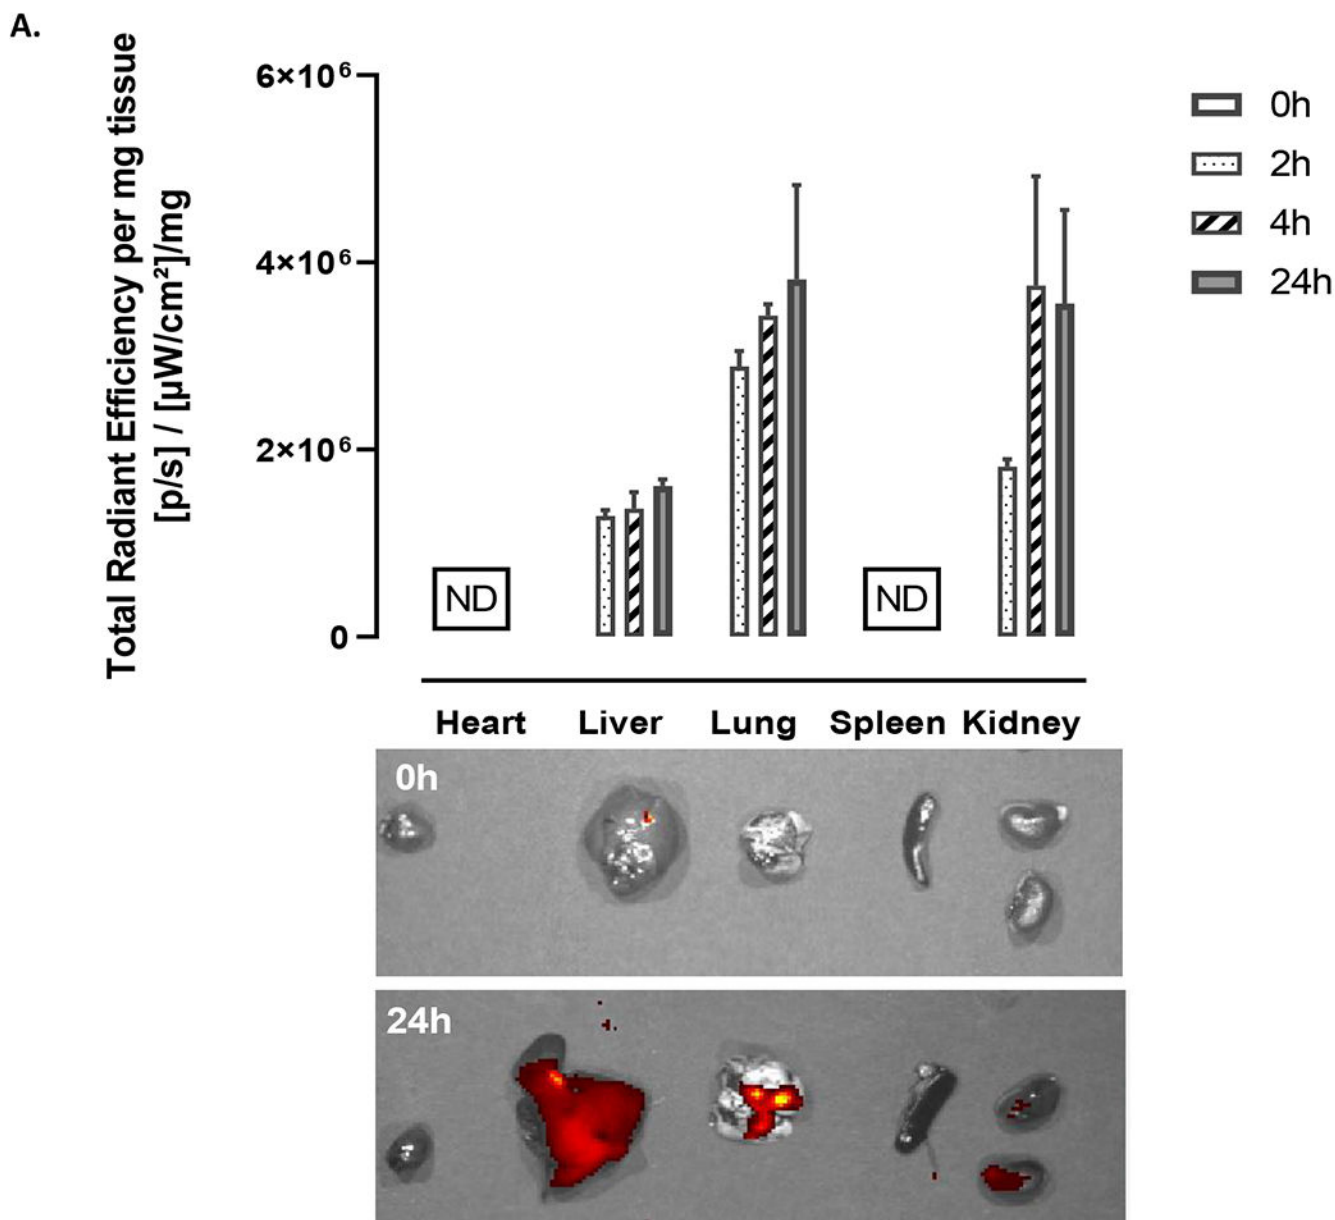 A.
Total Radiant Efficiency per mg tissue
[p/s] / [µW/cm²]/mg
6×10⁶
4×10⁶
2×10⁶
0
0h
2h
4h
24h
ND
ND
Heart Liver Lung Spleen Kidney
0h
24h